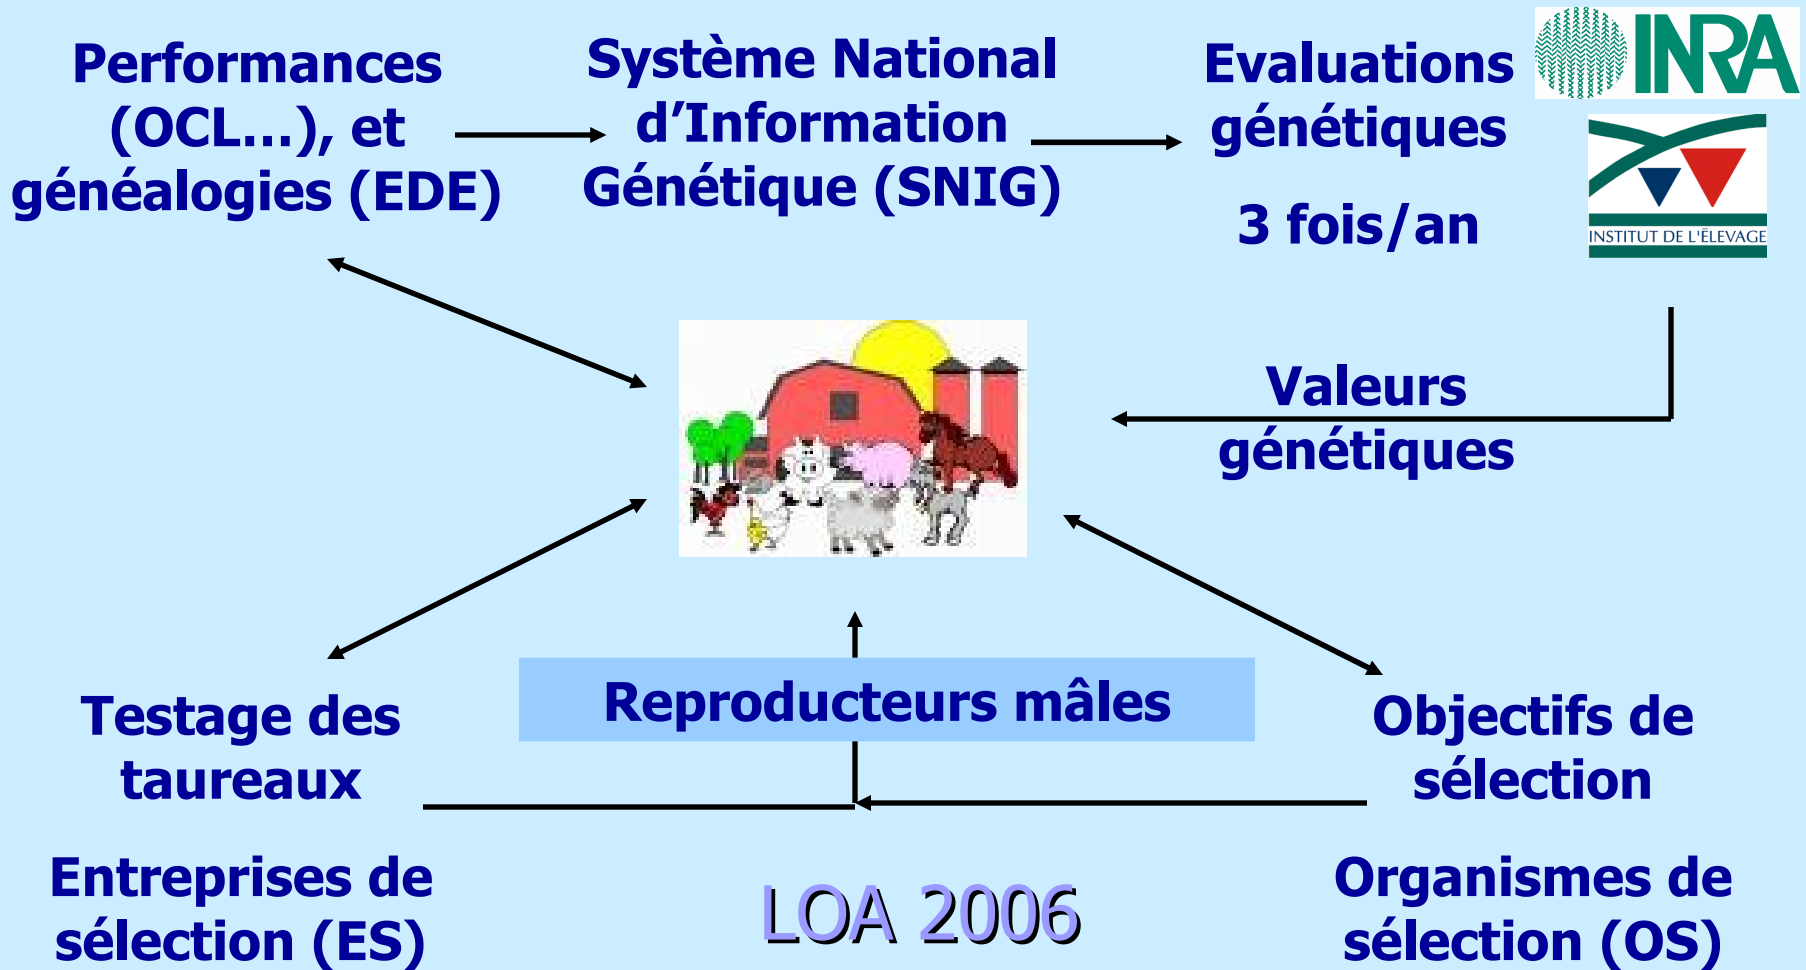 Performances
(OCL...), et
généalogies (EDE)
Système National
d’Information
Génétique (SNIG)
Evaluations
génétiques
3 fois/an
INRA
INSTITUT DE L'ÉLEVAGE
Valeurs
génétiques
Testage des
taureaux
Entreprises de
sélection (ES)
Reproducteurs mâles
LOA 2006
Objectifs de
sélection
Organismes de
sélection (OS)